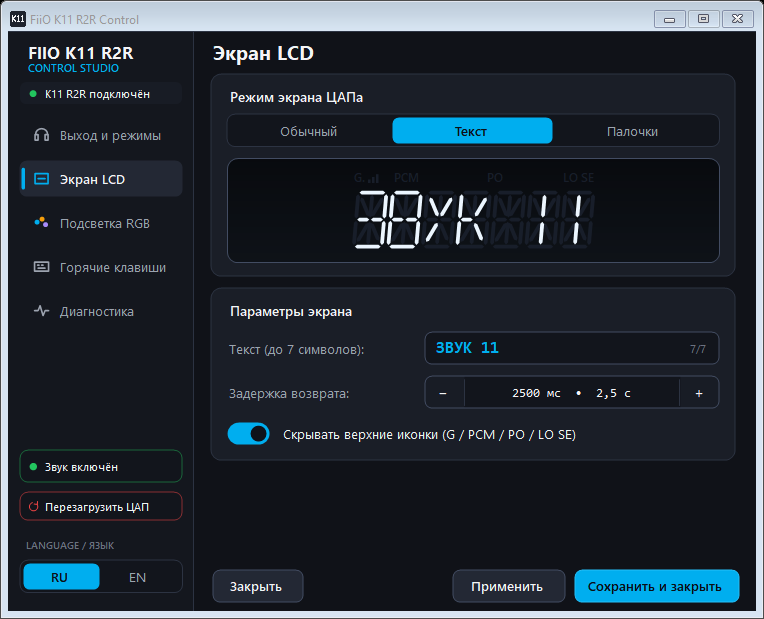 K11 FiiO K11 R2R Control
FIIO K11 R2R
CONTROL STUDIO
K11 R2R подключён
Выход и режимы
Экран LCD
Подсветка RGB
Горячие клавиши
Диагностика
Звук включён
Перезагрузить ЦАП
LANGUAGE / ЯЗЫК
RU EN
Экран LCD
Режим экрана ЦАПа
Обычный Текст Палочки
G PCM PO LO SE
ЗВУК 11
Параметры экрана
Текст (до 7 символов): ЗВУК 11 7/7
Задержка возврата: − 2500 мс • 2,5 с +
Скрывать верхние иконки (G / PCM / PO / LO SE)
Закрыть Применить Сохранить и закрыть